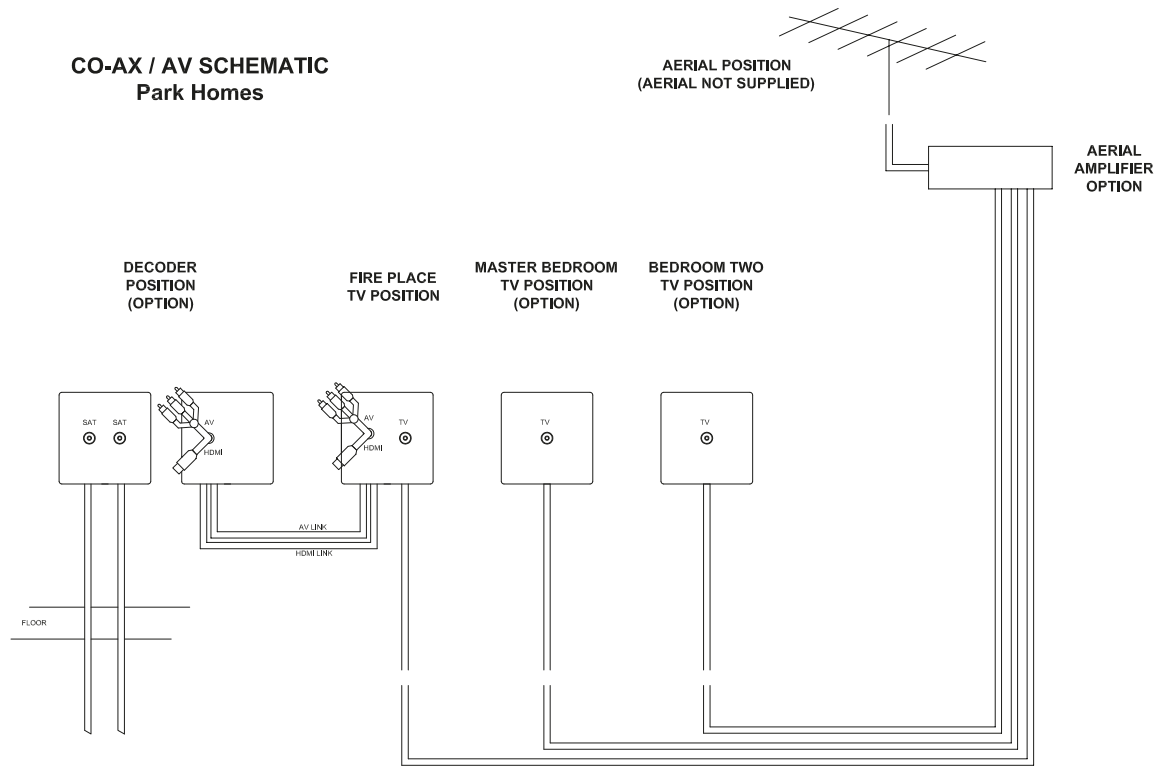 CO-AX / AV SCHEMATIC
Park Homes
AERIAL POSITION
(AERIAL NOT SUPPLIED)
AERIAL
AMPLIFIER
OPTION
DECODER
POSITION
(OPTION)
FIRE PLACE
TV POSITION
MASTER BEDROOM
TV POSITION
(OPTION)
BEDROOM TWO
TV POSITION
(OPTION)
SAT SAT
AV
HDMI
AV
TV
HDMI
TV
TV
AV LINK
HDMI LINK
FLOOR